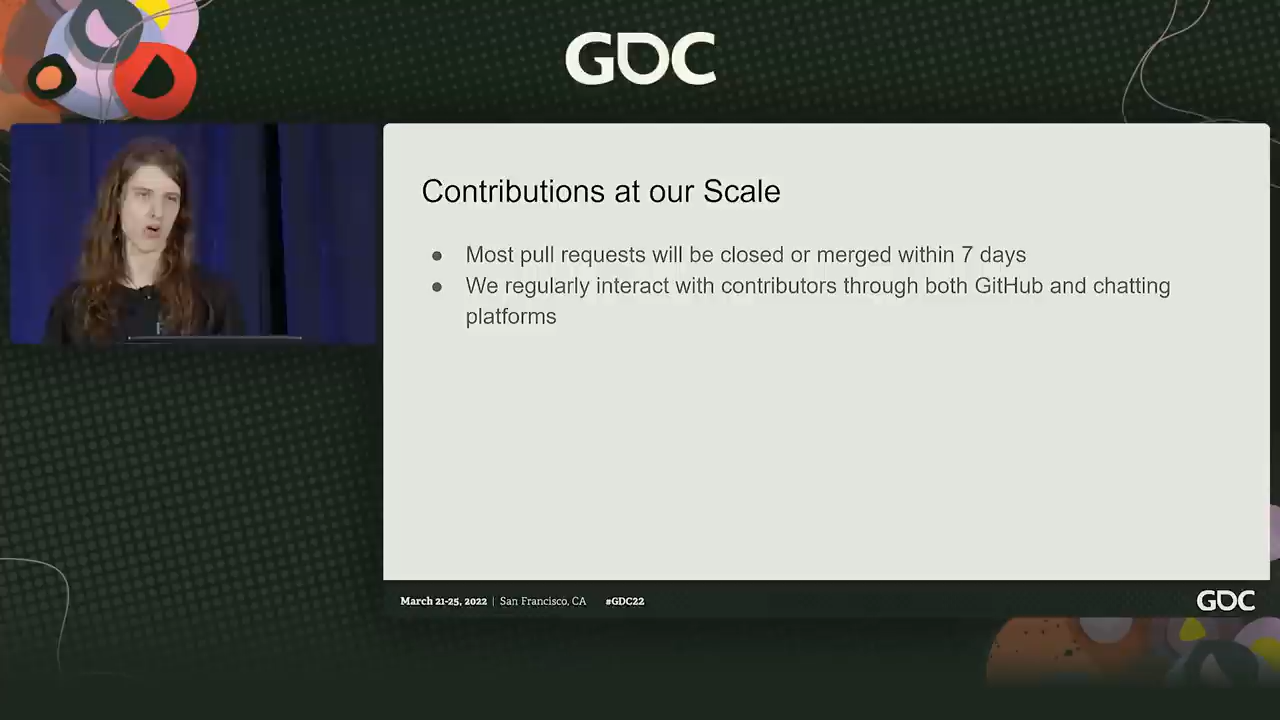 GDC
Contributions at our Scale
● Most pull requests will be closed or merged within 7 days
● We regularly interact with contributors through both GitHub and chatting
platforms
March 21-25, 2022 | San Francisco, CA #GDC22
GDC